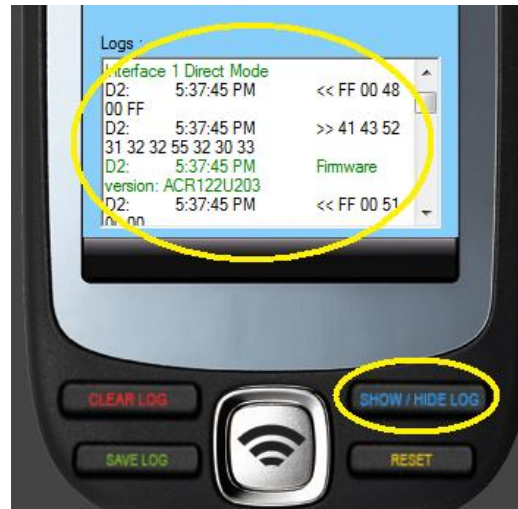 Logs :
Interface 1 Direct Mode
D2: 5:37:45 PM << FF 00 48
00 FF
D2: 5:37:45 PM >> 41 43 52
31 32 32 55 32 30 33
D2: 5:37:45 PM Firmware
version: ACR122U203
D2: 5:37:45 PM << FF 00 51
00 00
CLEAR LOG SHOW / HIDE LOG
SAVE LOG RESET